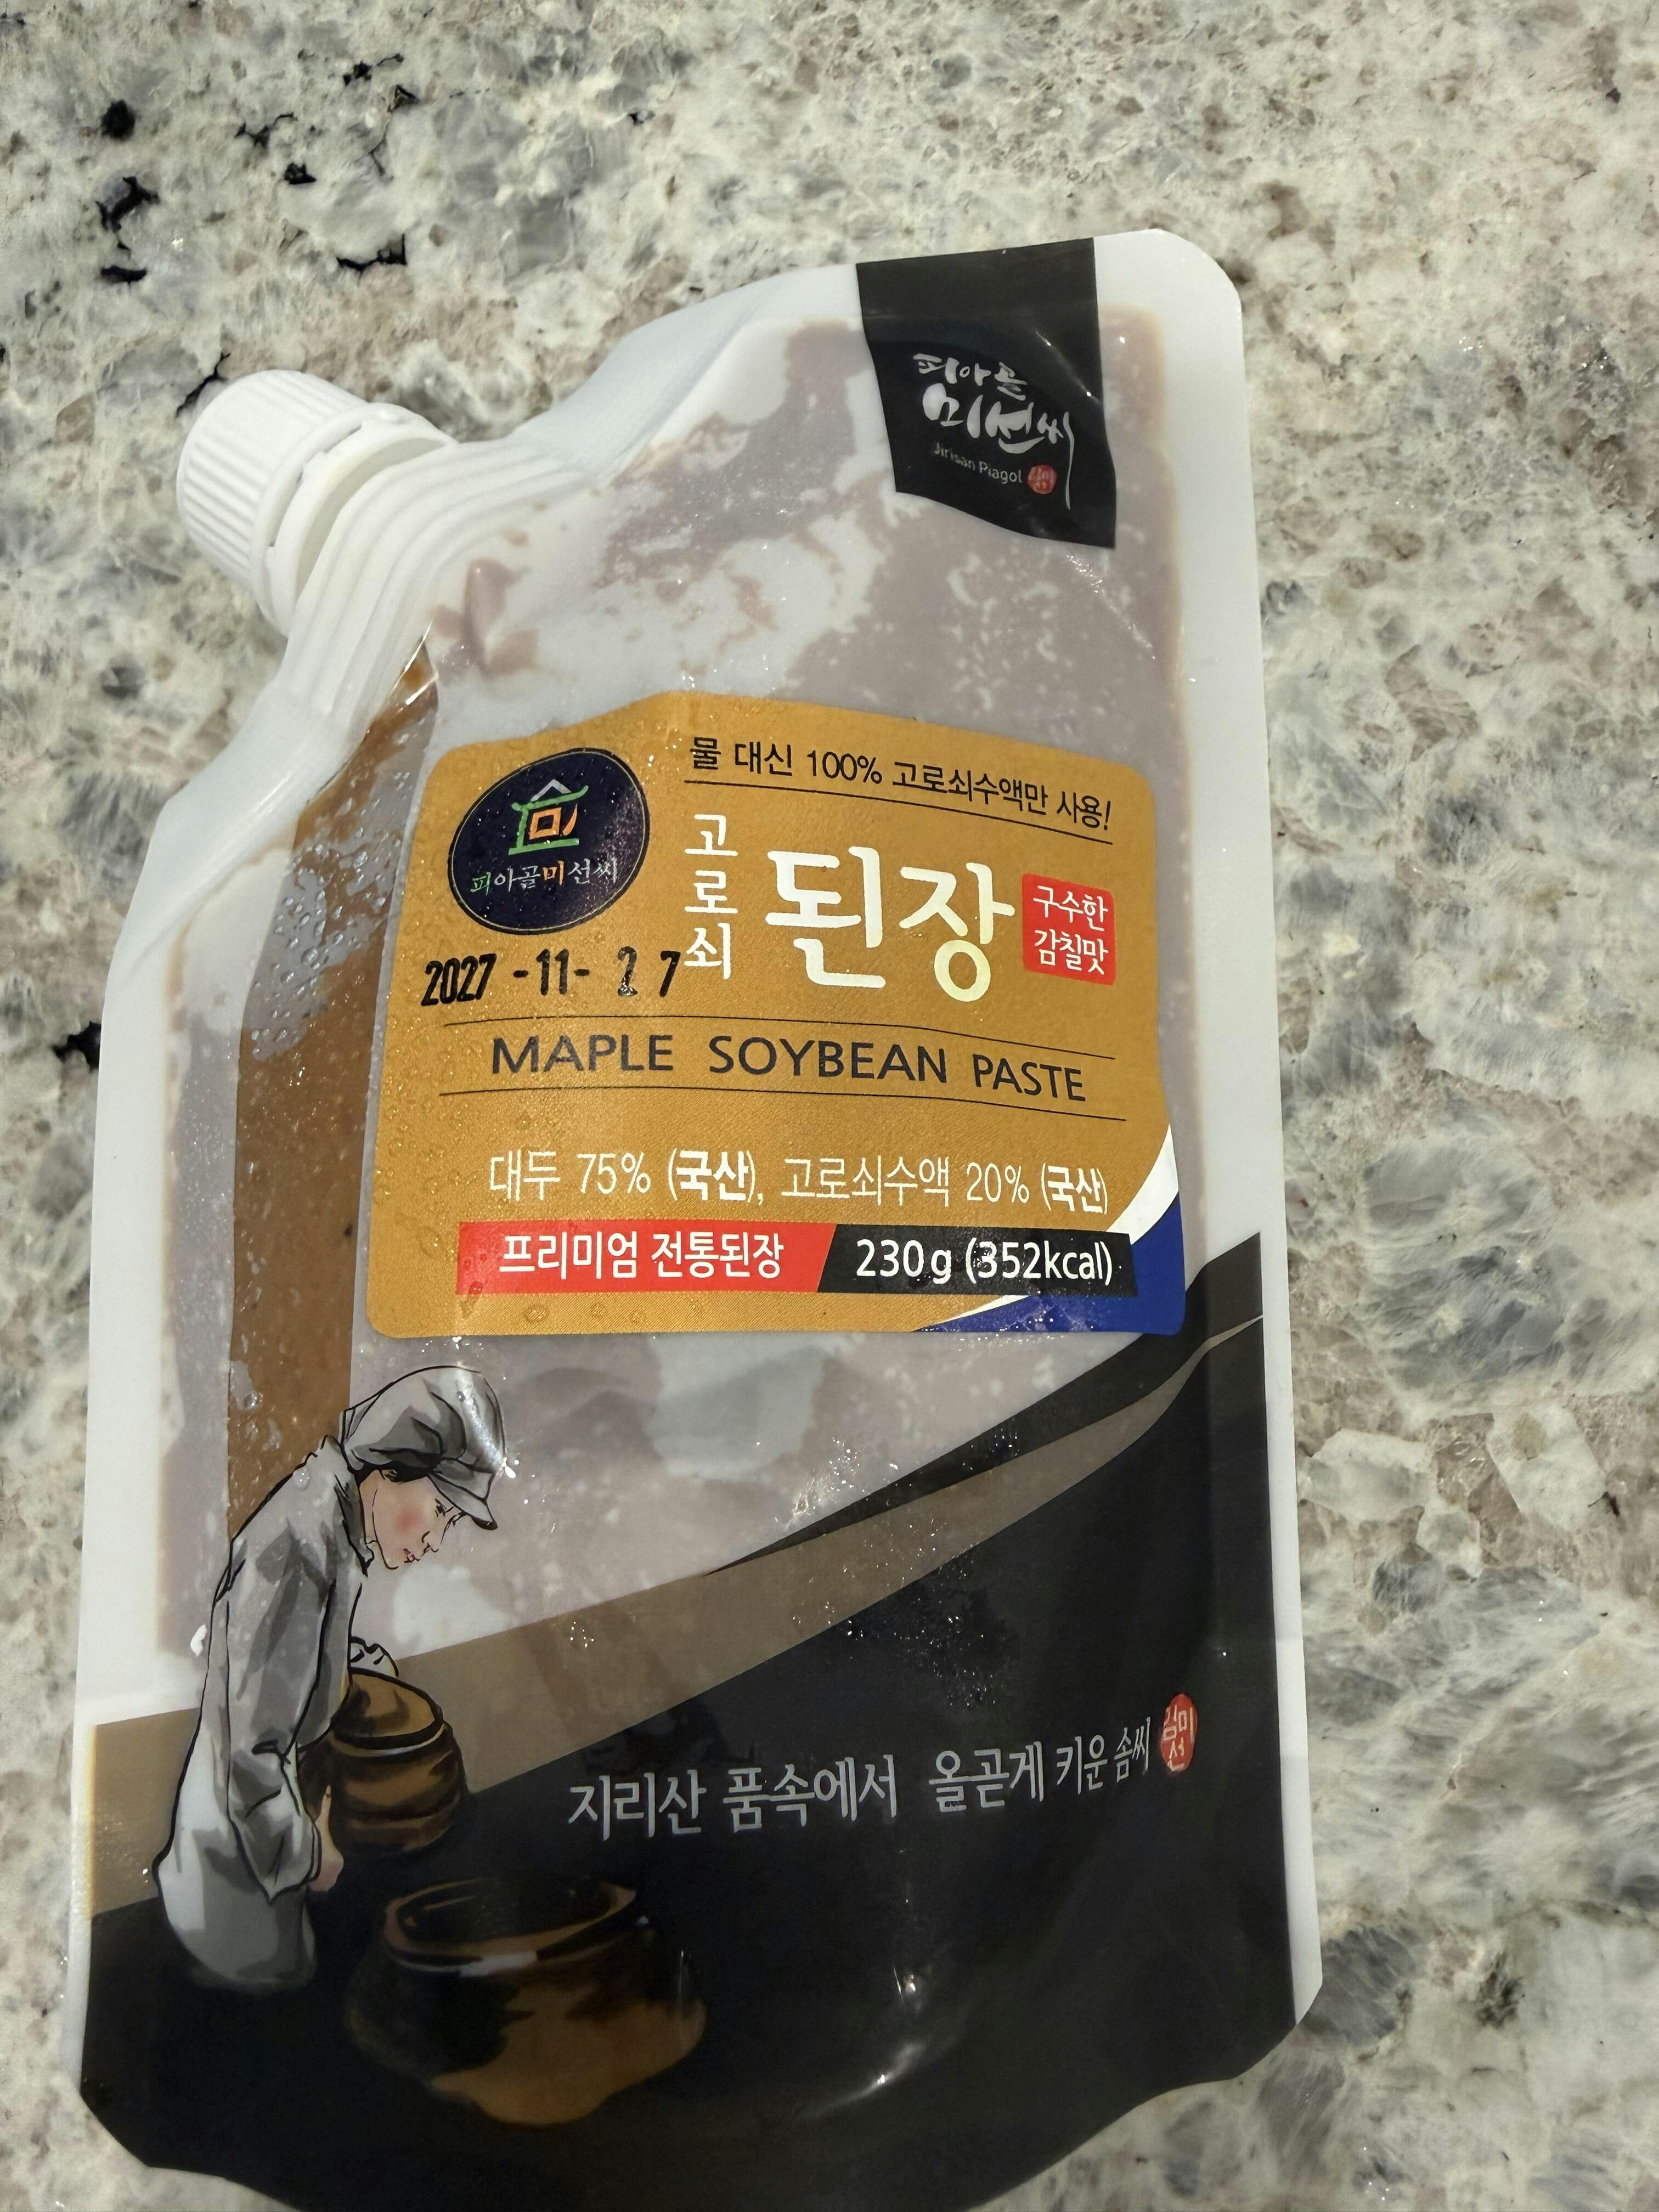 피아골
미선씨
Jirisan Piagol
물 대신 100% 고로쇠수액만 사용!
피아골미선씨
고로쇠
된장
구수한
감칠맛
2027 -11- 27
MAPLE SOYBEAN PASTE
대두 75% (국산), 고로쇠수액 20% (국산)
프리미엄 전통된장 230g (352kcal)
지리산 품속에서 올곧게 키운 솜씨
김미선